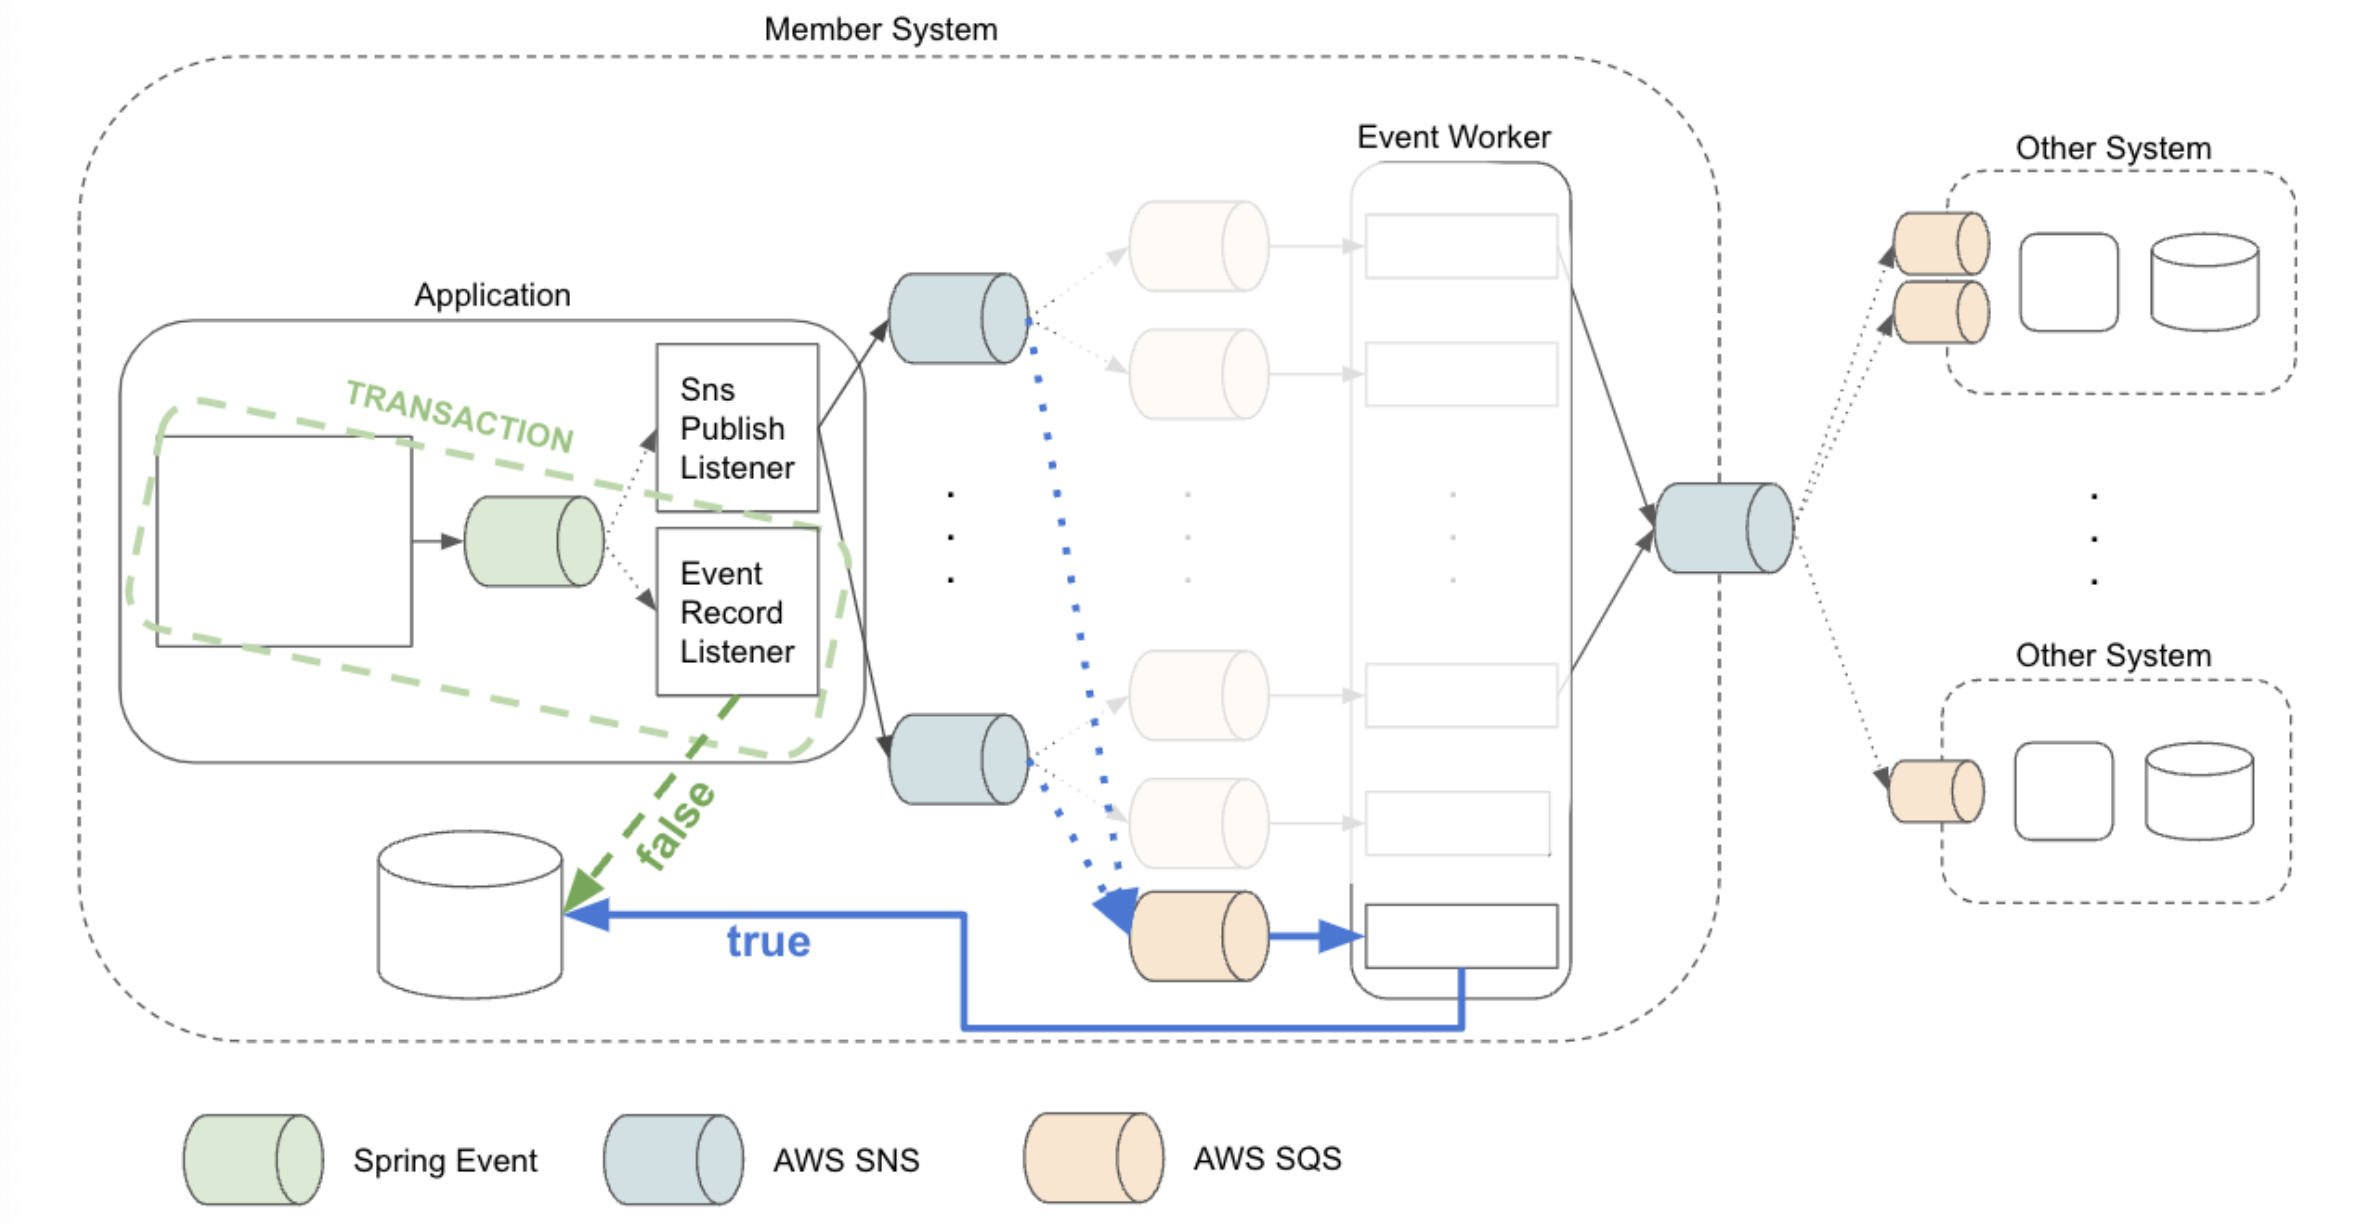 Member System
Event Worker
Other System
Application
Sns
Publish
Listener
TRANSACTION
Event
Record
Listener
Other System
false
true
Spring Event
AWS SNS
AWS SQS